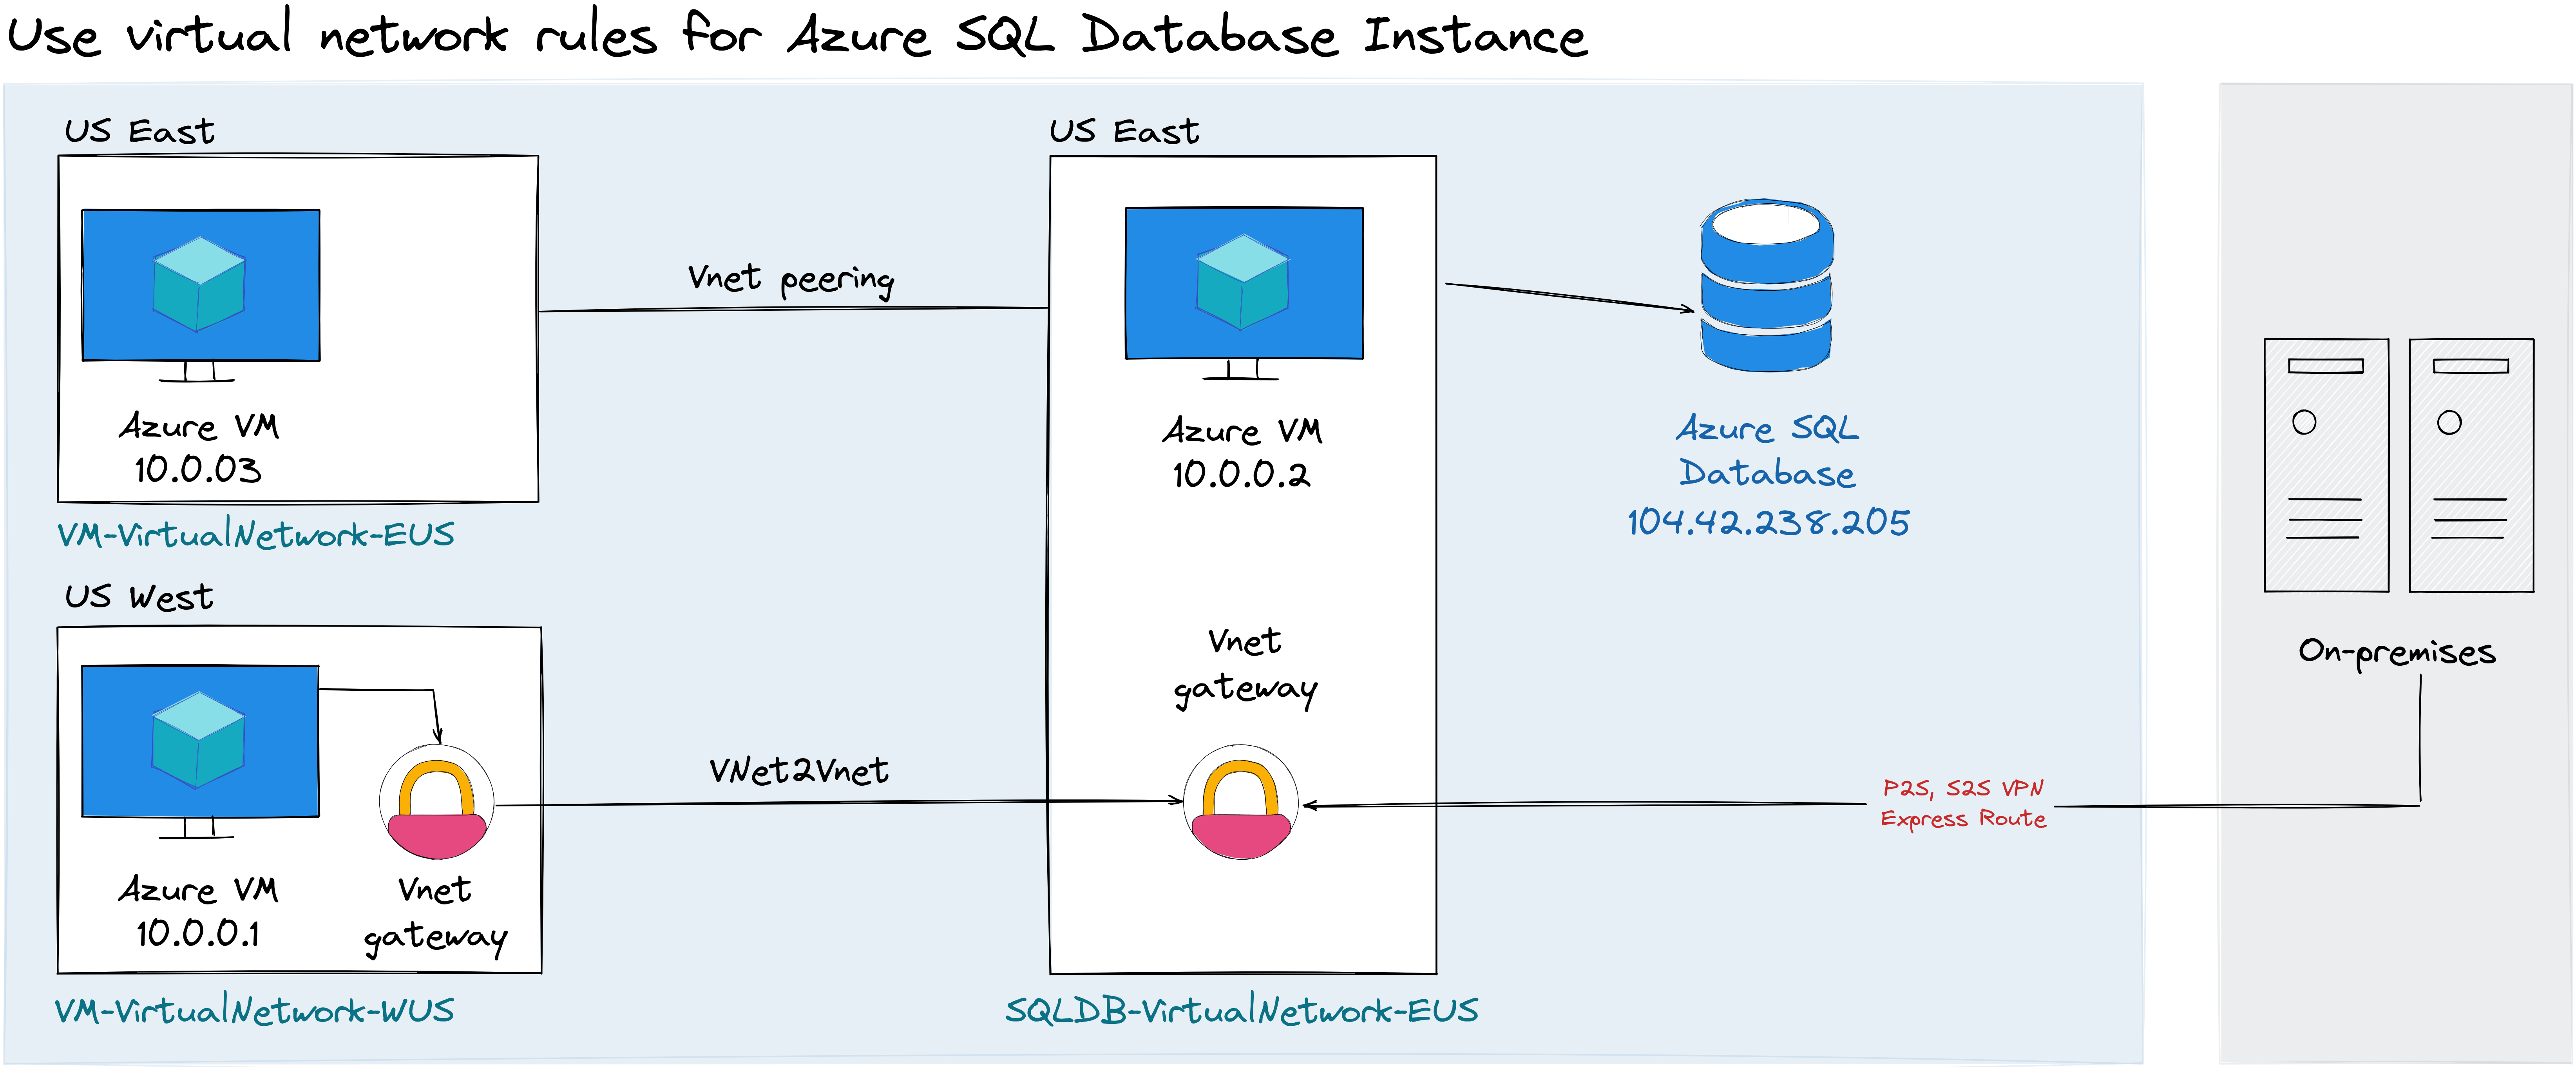 Use virtual network rules for Azure SQL Database Instance
US East
Azure VM
10.0.03
VM-VirtualNetwork-EUS
Vnet peering
US East
Azure VM
10.0.0.2
Azure SQL
Database
104.42.238.205
US West
Azure VM
10.0.0.1
Vnet
gateway
VM-VirtualNetwork-WUS
VNet2Vnet
Vnet
gateway
SQLDB-VirtualNetwork-EUS
P2S, S2S VPN
Express Route
On-premises